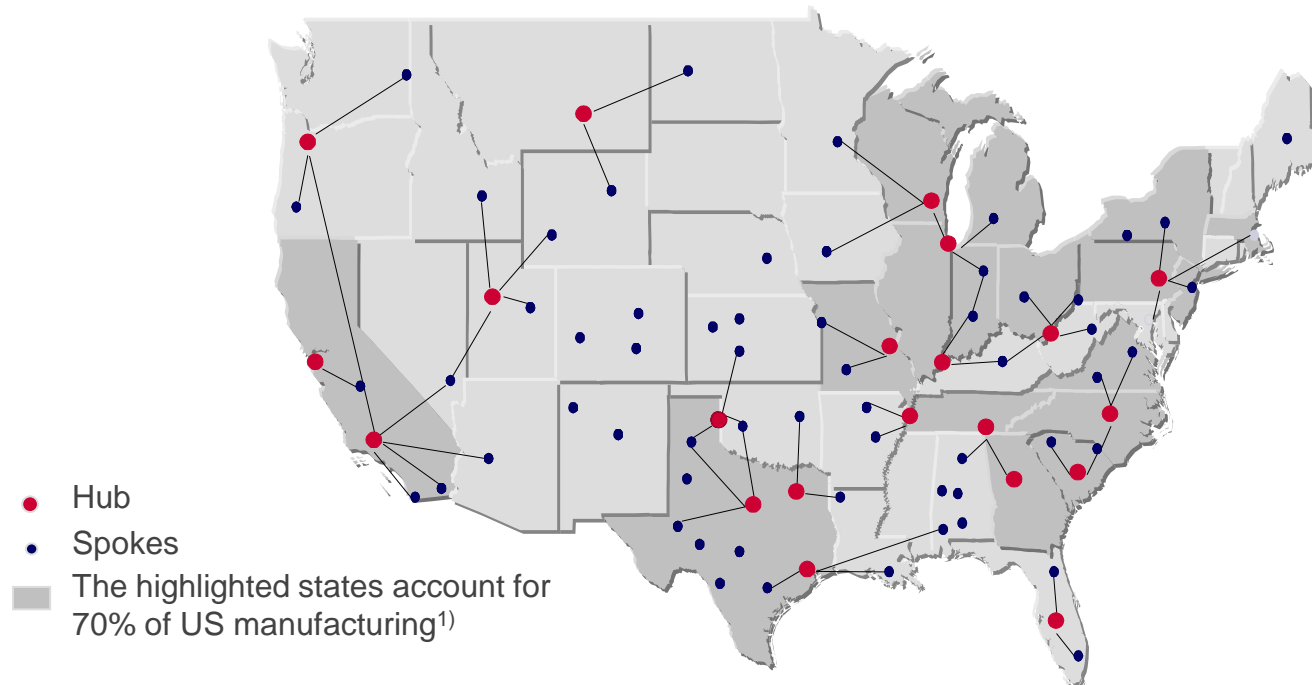 Hub
Spokes
The highlighted states account for
70% of US manufacturing1)